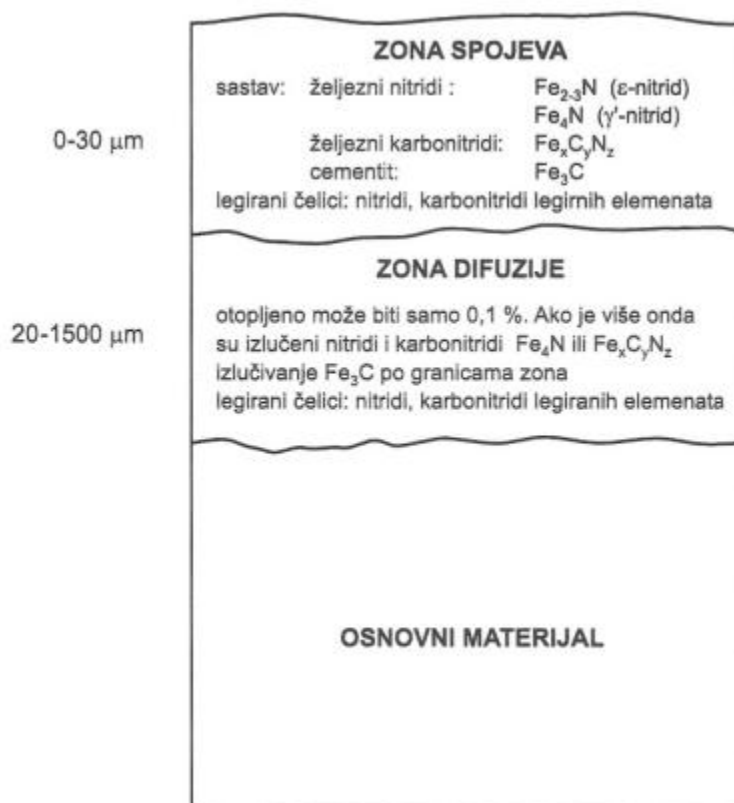 ZONA SPOJEVA
sastav: željezni nitridi : Fe₂₋₃N (ε-nitrid)
Fe₄N (γ'-nitrid)
0-30 μm
željezni karbonitridi: FeₓCᵧN_z
cementit: Fe₃C
legirani čelici: nitridi, karbonitridi legirnih elemenata
ZONA DIFUZIJE
20-1500 μm
otopljeno može biti samo 0,1 %. Ako je više onda
su izlučeni nitridi i karbonitridi Fe₄N ili FeₓCᵧN_z
izlučivanje Fe₃C po granicama zona
legirani čelici: nitridi, karbonitridi legiranih elemenata
OSNOVNI MATERIJAL